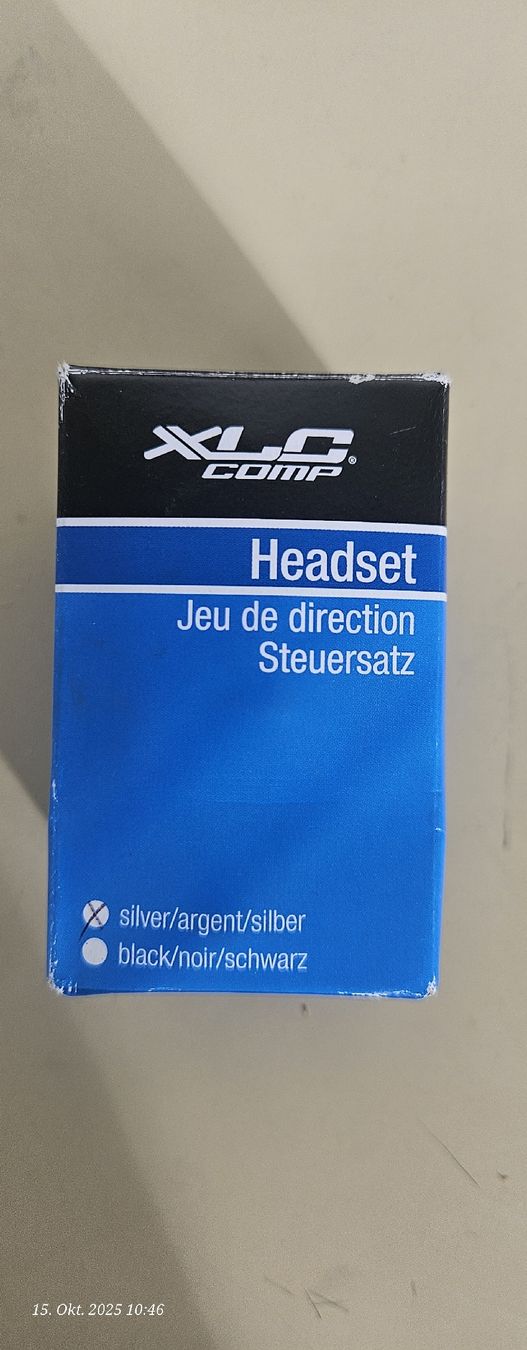 XLC®
COMP
Headset
Jeu de direction
Steuersatz
silver/argent/silber
black/noir/schwarz
15. Okt. 2025 10:46